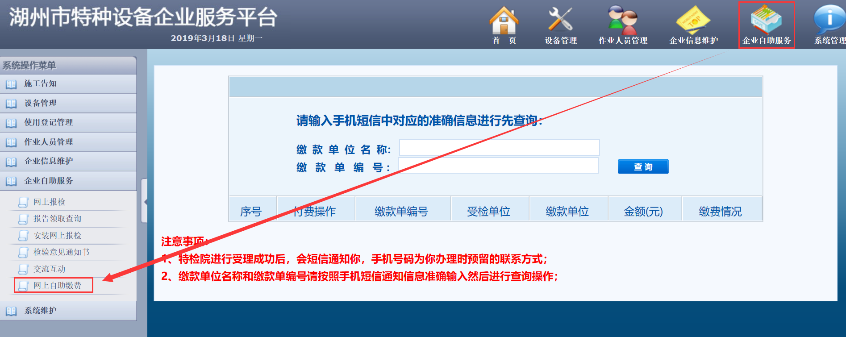 湖州市特种设备企业服务平台
2019年3月18日 星期一
首 页
设备管理
作业人员管理
企业信息维护
企业自助服务
系统管理
系统操作菜单
施工告知
设备管理
使用登记管理
作业人员管理
企业信息维护
企业自助服务
网上报检
报告领取查询
安装网上报检
检验意见通知书
交流互动
网上自助缴费
系统维护
请输入手机短信中对应的准确信息进行先查询：
缴 款 单 位 名 称:
缴 款 单 编 号 :
查 询
序号 付费操作 缴款单编号 受检单位 缴款单位 金额(元) 缴费情况
注意事项：
1、特检院进行受理成功后，会短信通知你，手机号码为你办理时预留的联系方式；
2、缴款单位名称和缴款单编号请按照手机短信通知信息准确输入然后进行查询操作；